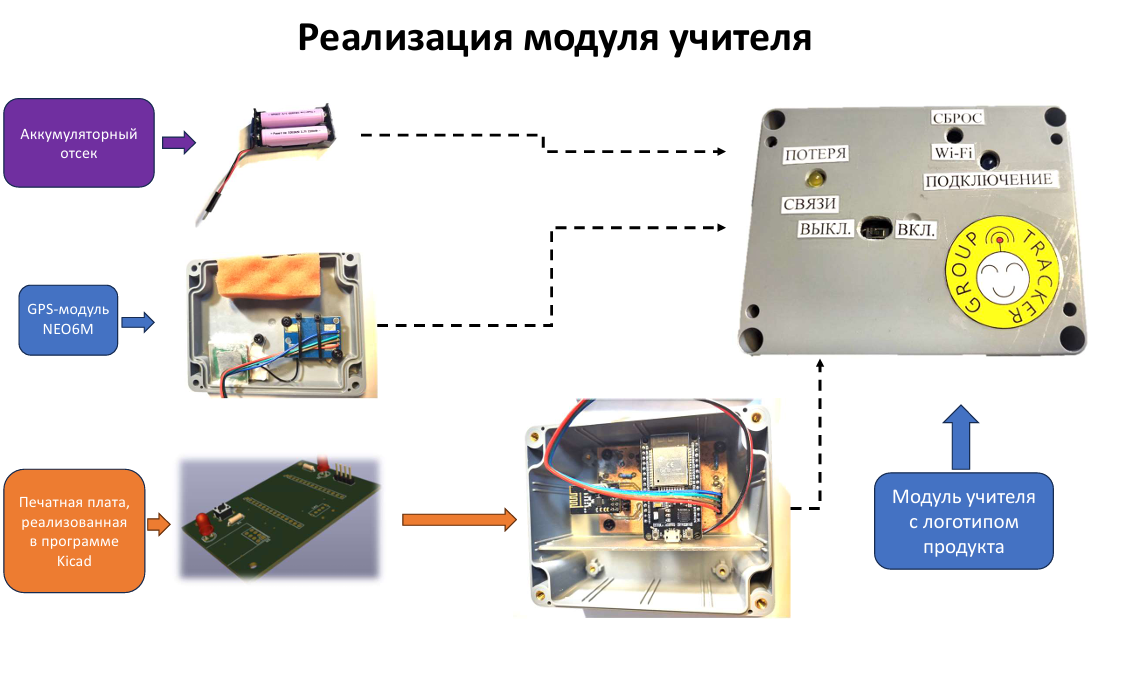 Реализация модуля учителя
Аккумуляторный
отсек
GPS-модуль
NEO6M
Печатная плата,
реализованная
в программе
Kicad
СБРОС
Wi-Fi
ПОТЕРЯ
ПОДКЛЮЧЕНИЕ
СВЯЗИ
ВЫКЛ.
ВКЛ.
GROUP TRACKER
Модуль учителя
с логотипом
продукта